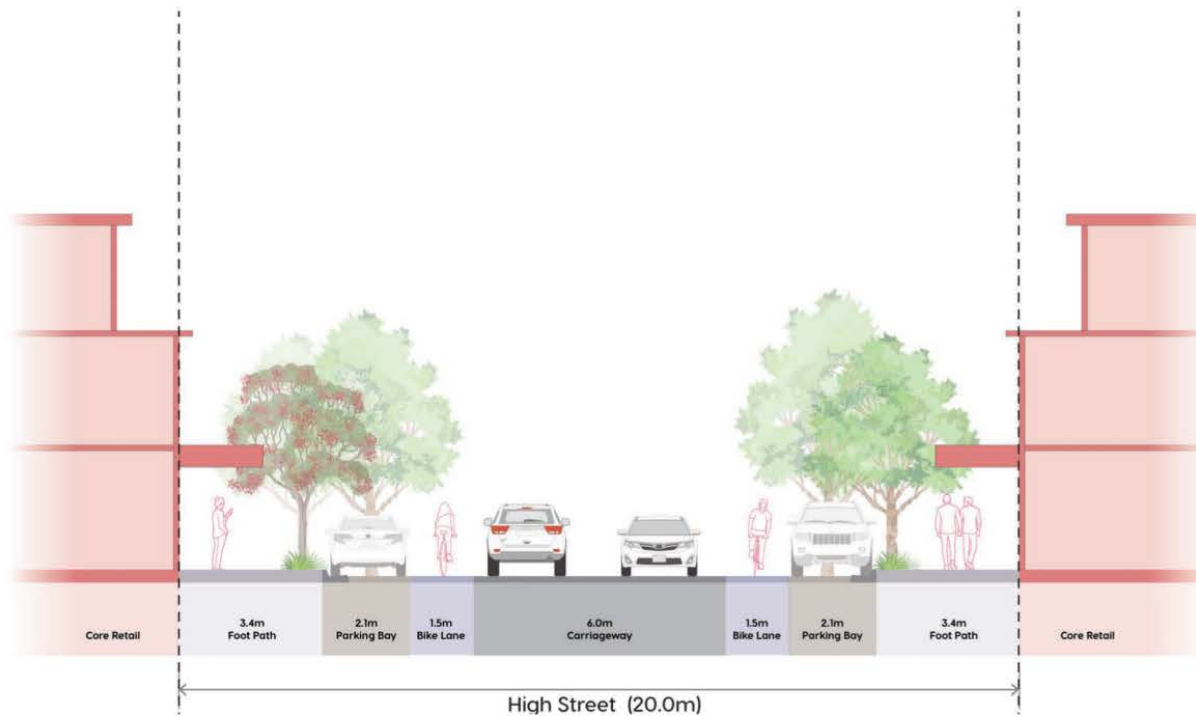 Core Retail
3.4m
Foot Path
2.1m
Parking Bay
1.5m
Bike Lane
6.0m
Carriageway
1.5m
Bike Lane
2.1m
Parking Bay
3.4m
Foot Path
Core Retail
High Street (20.0m)